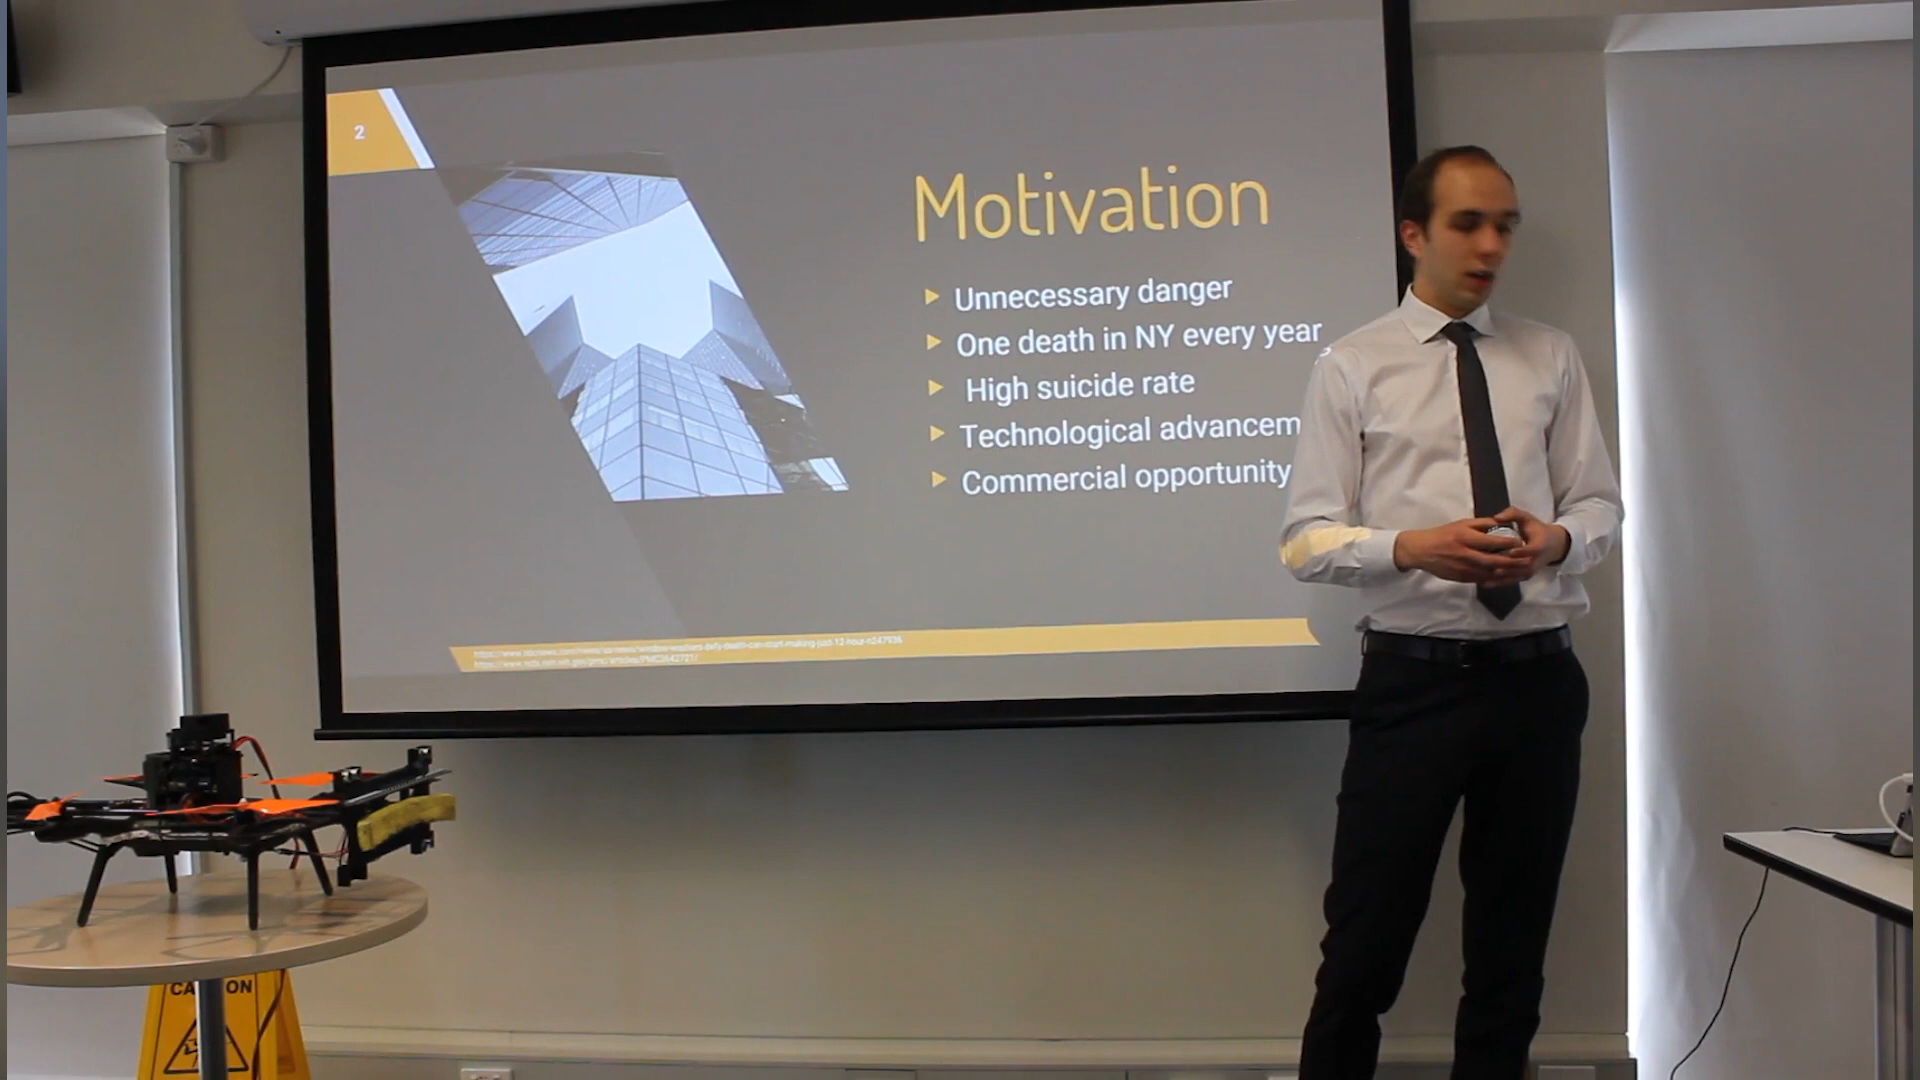 2
Motivation
Unnecessary danger
One death in NY every year
High suicide rate
Technological advancem
Commercial opportunity
CA ON